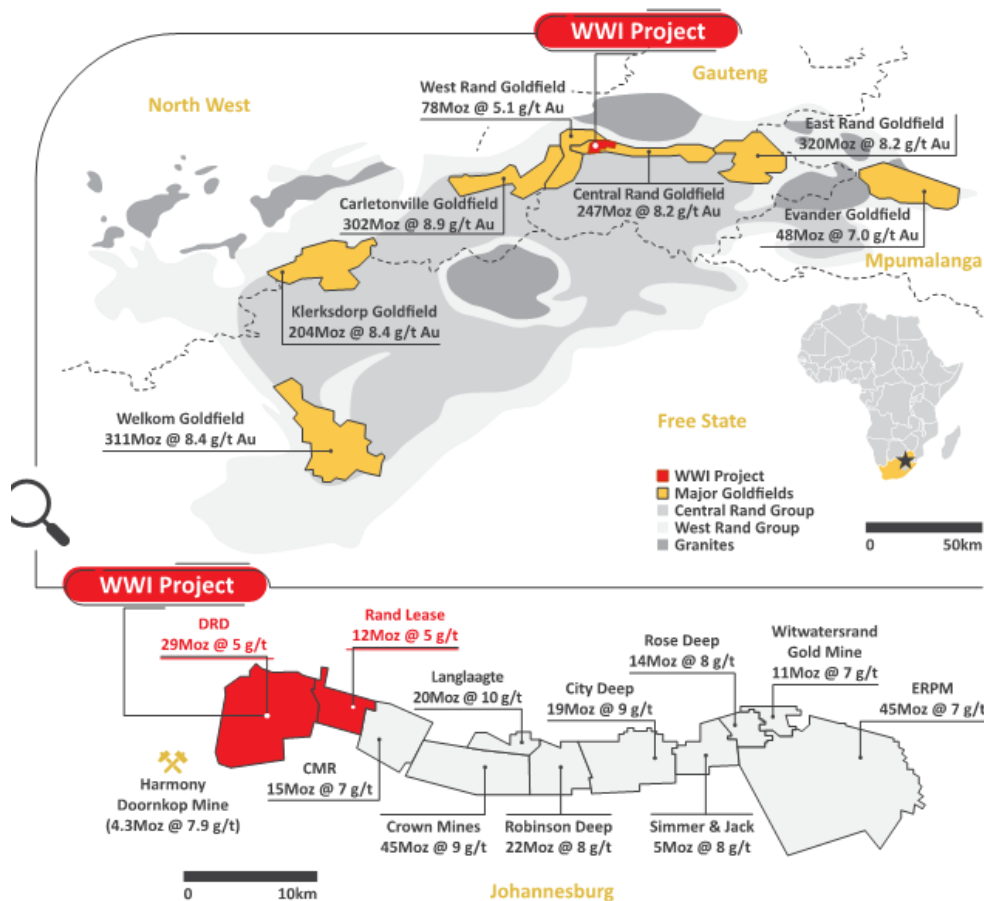 WWI Project
Gauteng
North West
West Rand Goldfield
78Moz @ 5.1 g/t Au
East Rand Goldfield
320Moz @ 8.2 g/t Au
Carletonville Goldfield
302Moz @ 8.9 g/t Au
Central Rand Goldfield
247Moz @ 8.2 g/t Au
Evander Goldfield
48Moz @ 7.0 g/t Au
Mpumalanga
Klerksdorp Goldfield
204Moz @ 8.4 g/t Au
Welkom Goldfield
311Moz @ 8.4 g/t Au
Free State
WWI Project
Major Goldfields
Central Rand Group
West Rand Group
Granites
0 50km
WWI Project
DRD
29Moz @ 5 g/t
Rand Lease
12Moz @ 5 g/t
Langlaagte
20Moz @ 10 g/t
City Deep
19Moz @ 9 g/t
Rose Deep
14Moz @ 8 g/t
Witwatersrand
Gold Mine
11Moz @ 7 g/t
ERPM
45Moz @ 7 g/t
Harmony
Doornkop Mine
(4.3Moz @ 7.9 g/t)
CMR
15Moz @ 7 g/t
Crown Mines
45Moz @ 9 g/t
Robinson Deep
22Moz @ 8 g/t
Simmer & Jack
5Moz @ 8 g/t
0 10km
Johannesburg